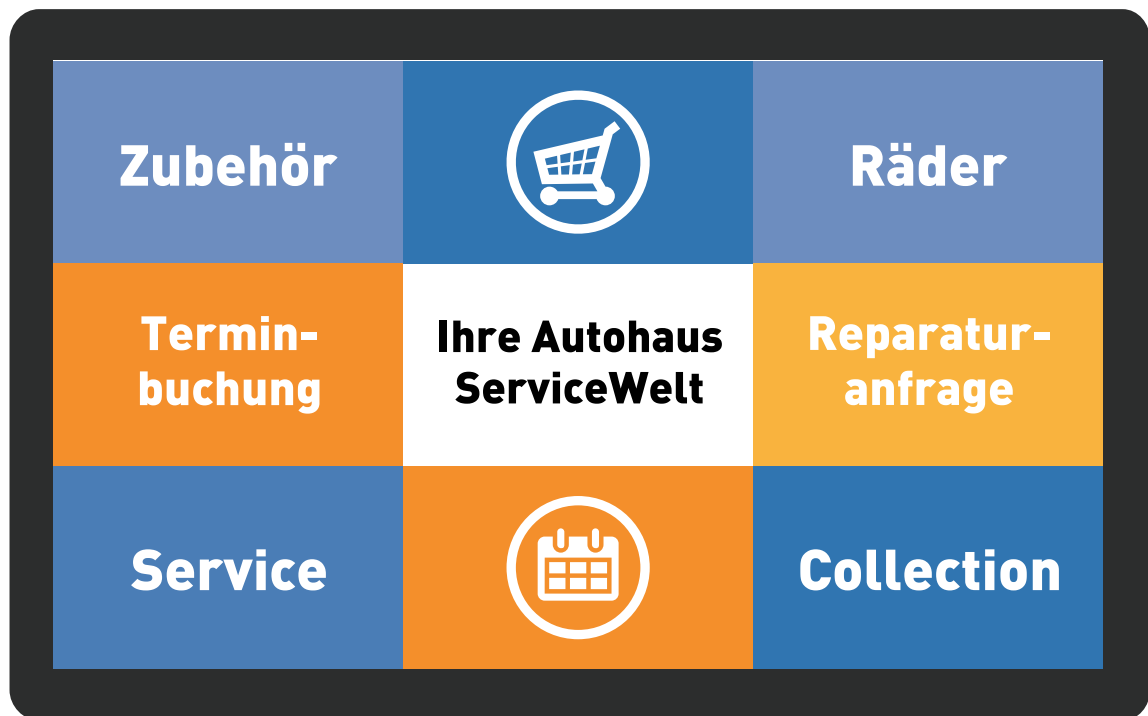 Zubehör
Räder
Termin-
buchung
Ihre Autohaus
ServiceWelt
Reparatur-
anfrage
Service
Collection